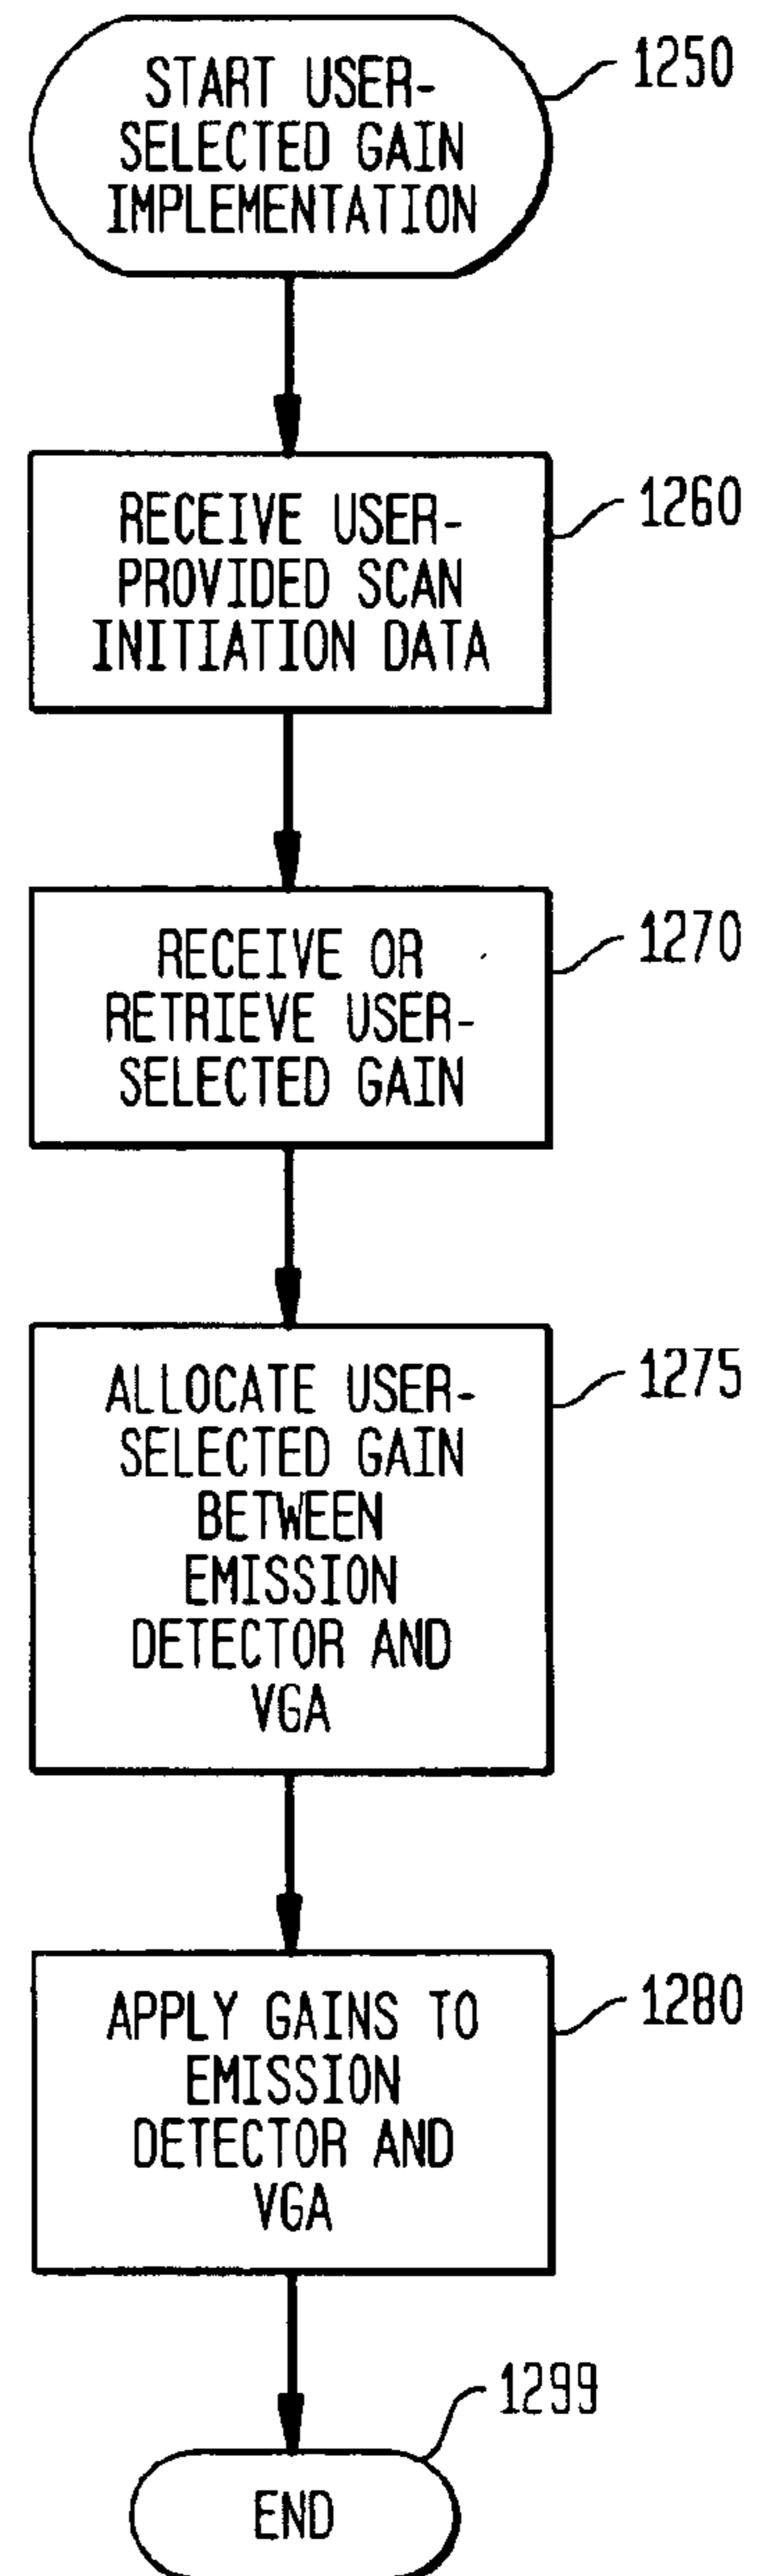 START USER-
SELECTED GAIN
IMPLEMENTATION
1250
RECEIVE USER-
PROVIDED SCAN
INITIATION DATA
1260
RECEIVE OR
RETRIEVE USER-
SELECTED GAIN
1270
ALLOCATE USER-
SELECTED GAIN
BETWEEN
EMISSION
DETECTOR AND
VGA
1275
APPLY GAINS TO
EMISSION
DETECTOR AND
VGA
1280
END
1299